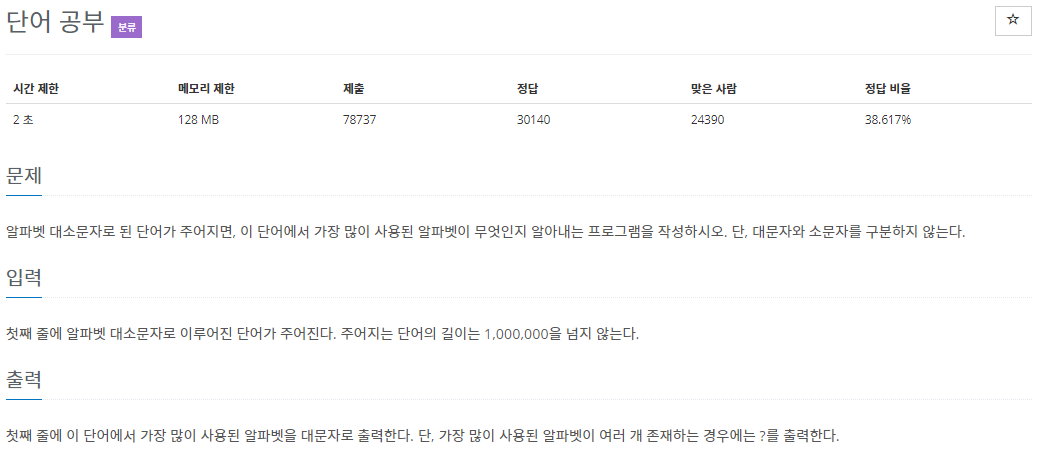 단어 공부 분류
☆
시간 제한 메모리 제한 제출 정답 맞은 사람 정답 비율
2 초 128 MB 78737 30140 24390 38.617%
문제
알파벳 대소문자로 된 단어가 주어지면, 이 단어에서 가장 많이 사용된 알파벳이 무엇인지 알아내는 프로그램을 작성하시오. 단, 대문자와 소문자를 구분하지 않는다.
입력
첫째 줄에 알파벳 대소문자로 이루어진 단어가 주어진다. 주어지는 단어의 길이는 1,000,000을 넘지 않는다.
출력
첫째 줄에 이 단어에서 가장 많이 사용된 알파벳을 대문자로 출력한다. 단, 가장 많이 사용된 알파벳이 여러 개 존재하는 경우에는 ?를 출력한다.